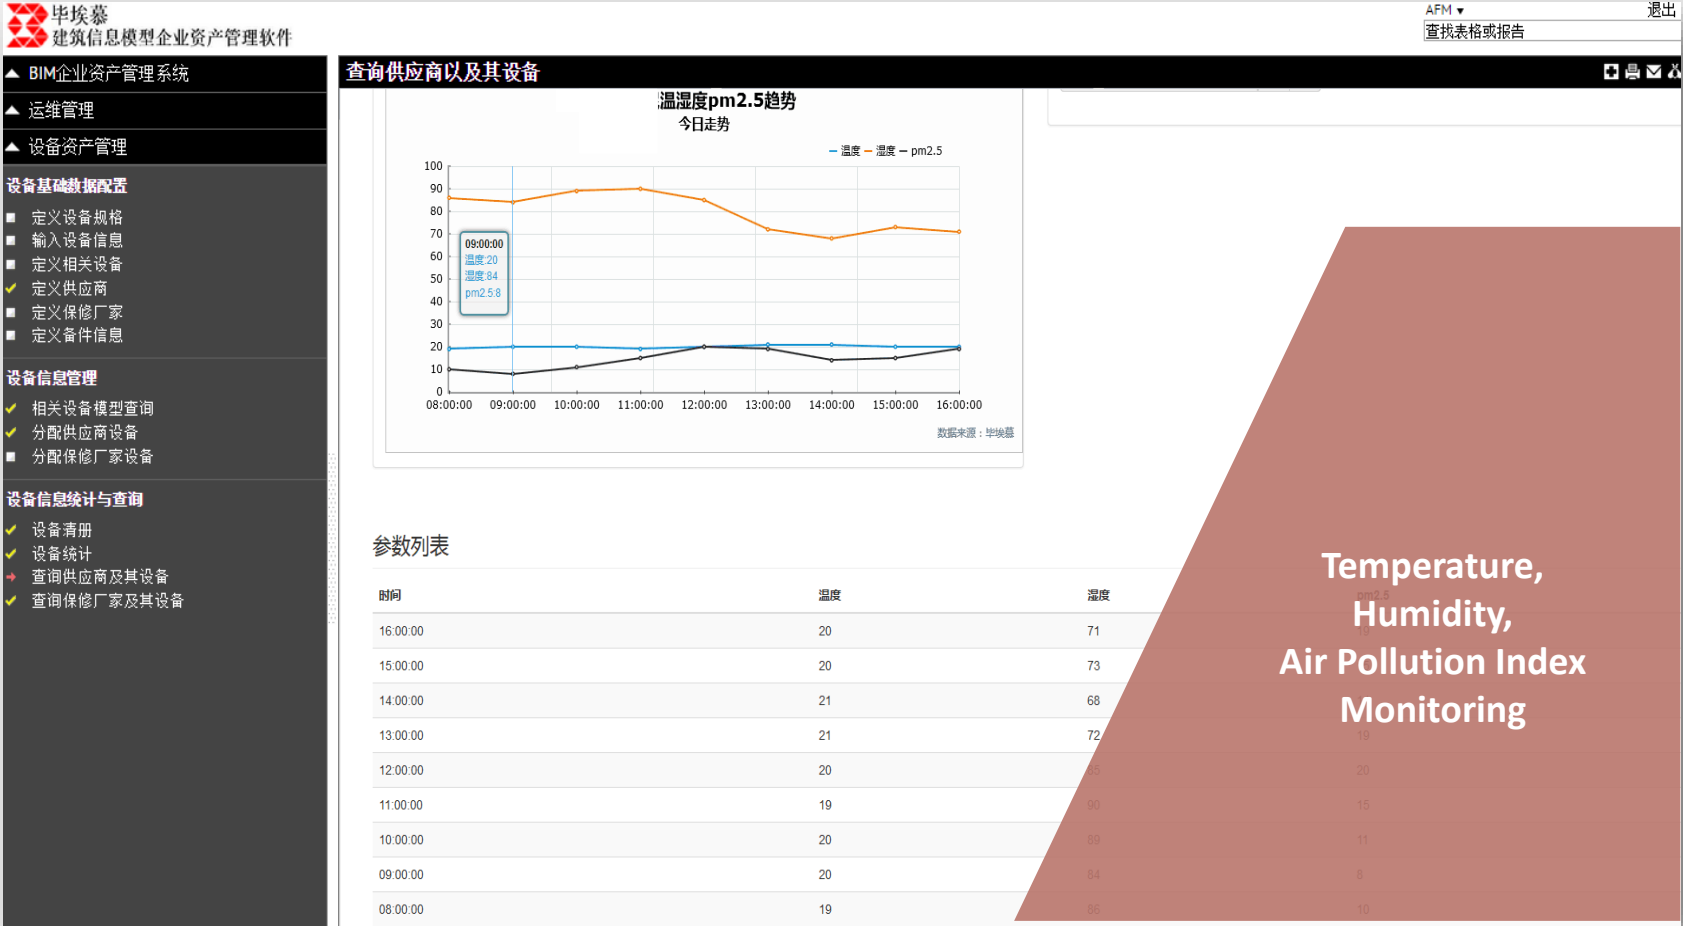 毕埃慕
建筑信息模型企业资产管理软件
AFM ▼
退出
查找表格或报告
BIM企业资产管理系统
运维管理
设备资产管理
设备基础数据配置
定义设备规格
输入设备信息
定义相关设备
定义供应商
定义保修厂家
定义备件信息
设备信息管理
相关设备模型查询
分配供应商设备
分配保修厂家设备
设备信息统计与查询
设备清册
设备统计
查询供应商及其设备
查询保修厂家及其设备
查询供应商以及其设备
温湿度pm2.5趋势
今日走势
温度 湿度 pm2.5
100
90
80
70
60
50
40
30
20
10
0
09:00:00
温度:20
湿度:84
pm2.5:8
08:00:00 09:00:00 10:00:00 11:00:00 12:00:00 13:00:00 14:00:00 15:00:00 16:00:00
数据来源：毕埃慕
参数列表
时间 温度 湿度 pm2.5
16:00:00 20 71 19
15:00:00 20 73
14:00:00 21 68
13:00:00 21 72 19
12:00:00 20 85 20
11:00:00 19 90 15
10:00:00 20 89 11
09:00:00 20 84 8
08:00:00 19 86 10
Temperature,
Humidity,
Air Pollution Index
Monitoring